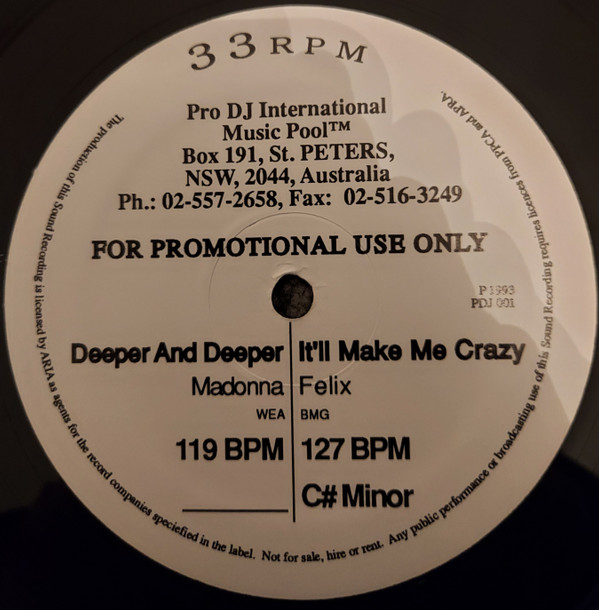 33 RPM
Pro DJ International
Music Pool™
Box 191, St. PETERS,
NSW, 2044, Australia
Ph.: 02-557-2658, Fax: 02-516-3249
FOR PROMOTIONAL USE ONLY
P 1993
PDJ 001
Deeper And Deeper
Madonna
WEA
119 BPM
It'll Make Me Crazy
Felix
BMG
127 BPM
C# Minor
The production of this Sound Recording is licensed by ARIA as agents for the record companies speciefied in the label. Not for sale, hire or rent. Any public performance or broadcasting use of this Sound Recording requires licences from PPCA and APRA.